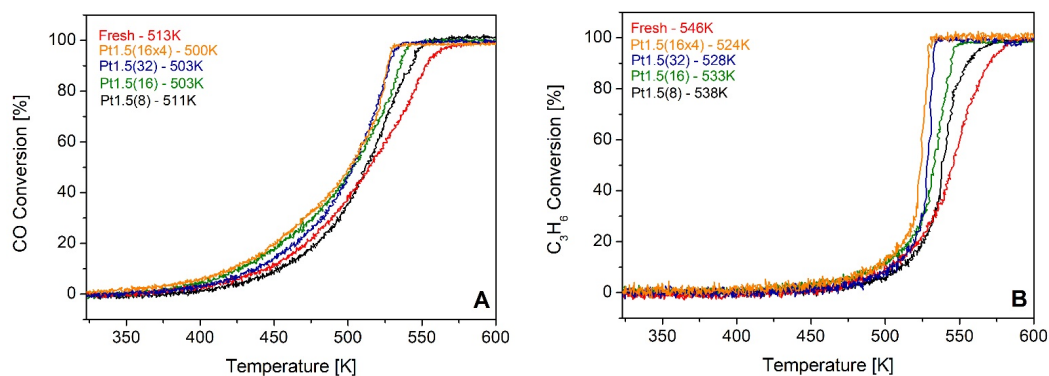 Fresh - 513K
Pt1.5(16x4) - 500K
Pt1.5(32) - 503K
Pt1.5(16) - 503K
Pt1.5(8) - 511K
CO Conversion [%]
100
80
60
40
20
0
350 400 450 500 550 600
Temperature [K]
A
Fresh - 546K
Pt1.5(16x4) - 524K
Pt1.5(32) - 528K
Pt1.5(16) - 533K
Pt1.5(8) - 538K
C₃H₆ Conversion [%]
100
80
60
40
20
0
350 400 450 500 550 600
Temperature [K]
B